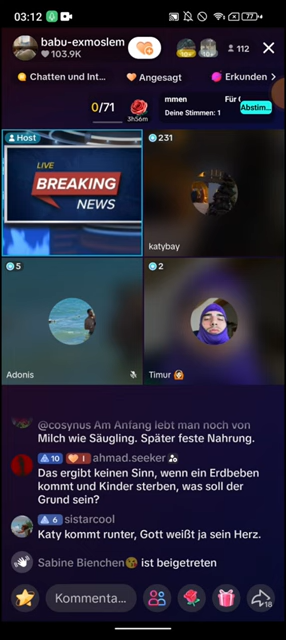 03:12
77
babu-exmoslem
103.9K
112
Chatten und Int...
Angesagt
Erkunden
0/71
3h56m
mmen
Für
Deine Stimmen: 1
Abstim...
Host
LIVE
BREAKING
NEWS
231
katybay
5
Adonis
2
Timur
@cosynus Am Anfang lebt man noch von
Milch wie Säugling. Später feste Nahrung.
10 1 ahmad.seeker
Das ergibt keinen Sinn, wenn ein Erdbeben
kommt und Kinder sterben, was soll der
Grund sein?
6 sistarcool
Katy kommt runter, Gott weißt ja sein Herz.
Sabine Bienchen😘 ist beigetreten
Kommenta...
18